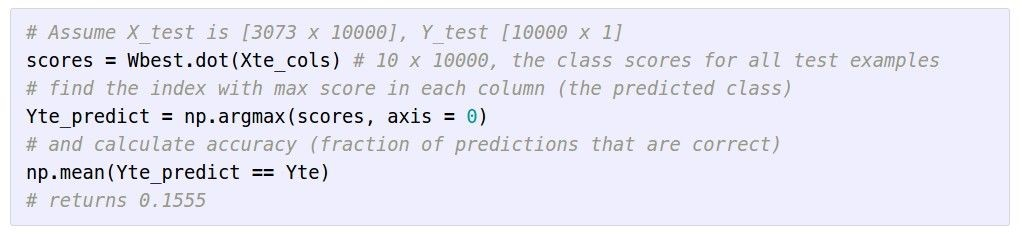 # Assume X_test is [3073 x 10000], Y_test [10000 x 1]
scores = Wbest.dot(Xte_cols) # 10 x 10000, the class scores for all test examples
# find the index with max score in each column (the predicted class)
Yte_predict = np.argmax(scores, axis = 0)
# and calculate accuracy (fraction of predictions that are correct)
np.mean(Yte_predict == Yte)
# returns 0.1555